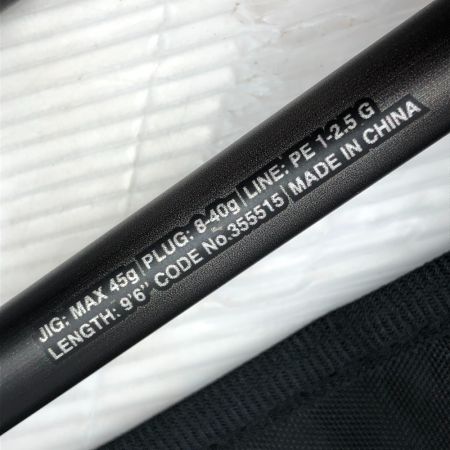 JIG: MAX 45g | PLUG: 8-40g | LINE: PE 1-2.5 G
LENGTH: 9'6" CODE No.355515 | MADE IN CHINA